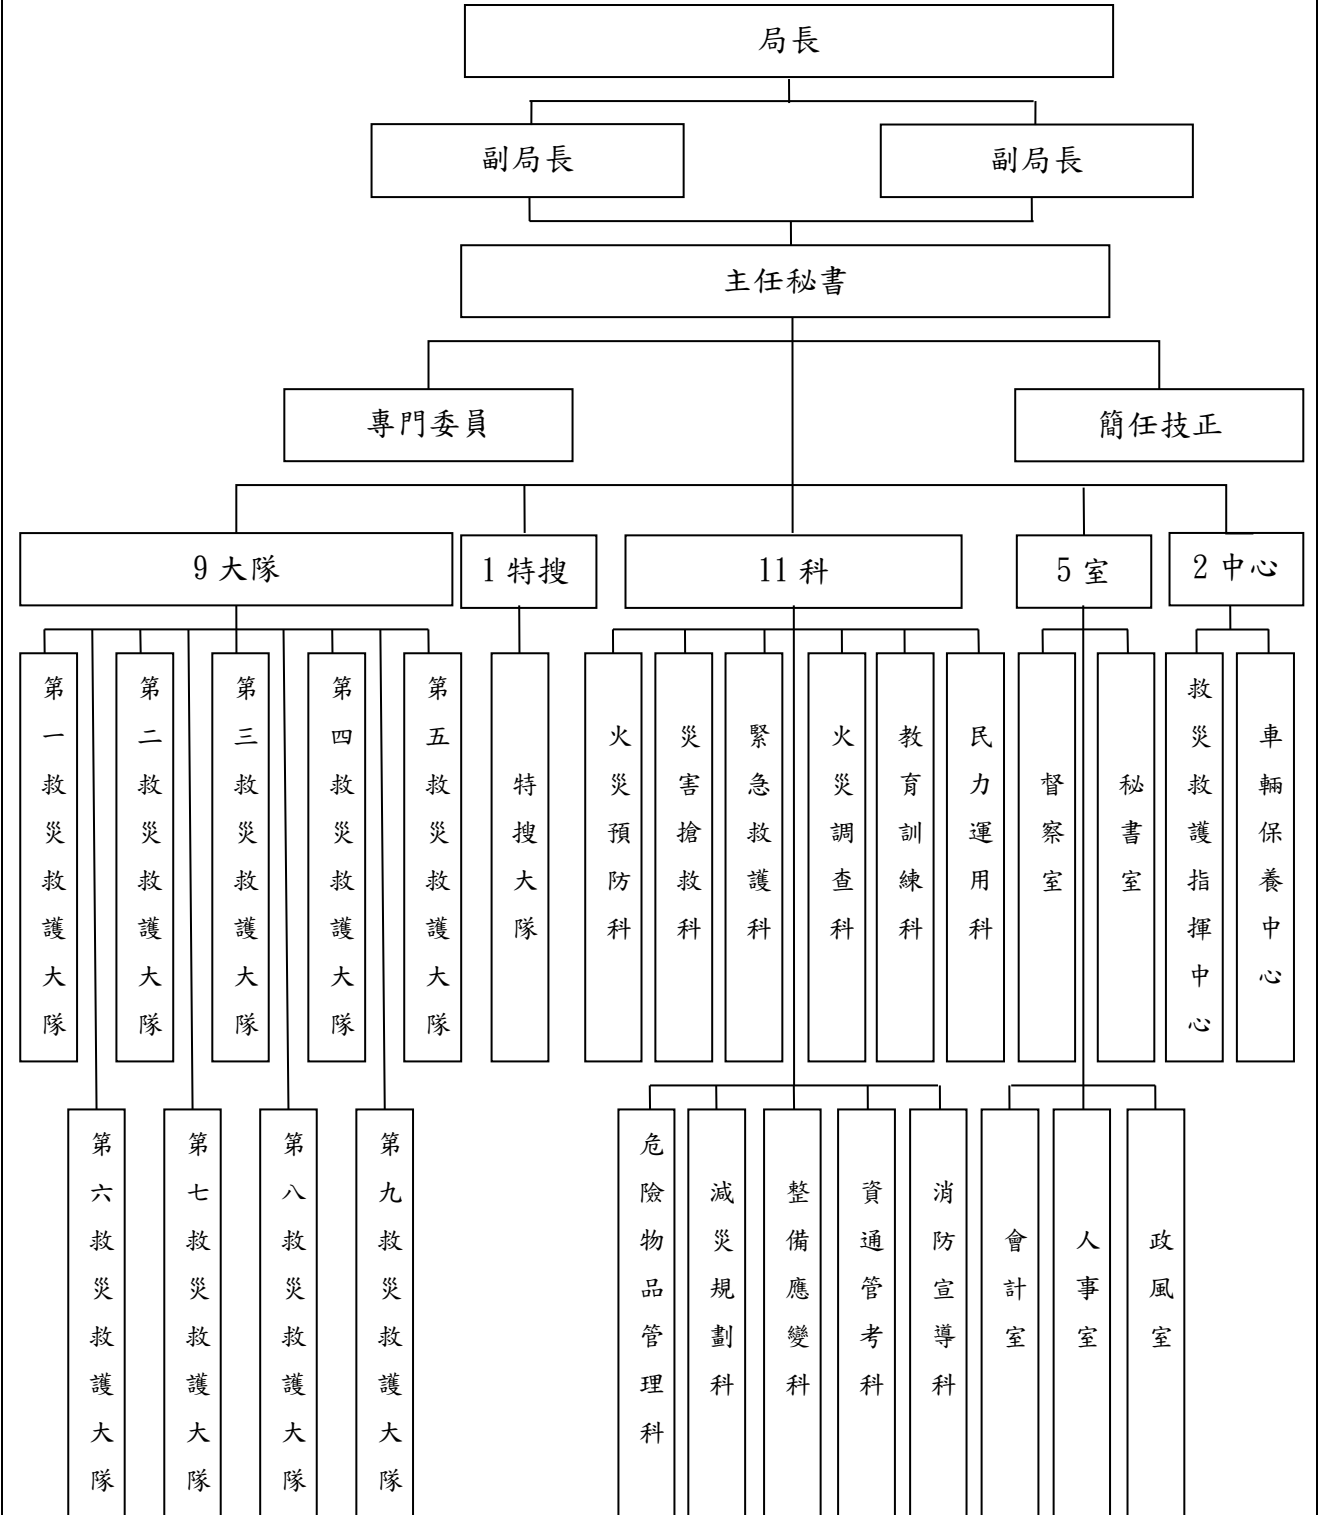 局長
副局長
副局長
主任秘書
專門委員
簡任技正
9 大隊
1 特搜
11 科
5 室
2 中心
第一救災救護大隊
第二救災救護大隊
第三救災救護大隊
第四救災救護大隊
第五救災救護大隊
特搜大隊
火災預防科
災害搶救科
緊急救護科
火災調查科
教育訓練科
民力運用科
督察室
秘書室
救災救護指揮中心
車輛保養中心
第六救災救護大隊
第七救災救護大隊
第八救災救護大隊
第九救災救護大隊
危險物品管理科
減災規劃科
整備應變科
資通管考科
消防宣導科
會計室
人事室
政風室